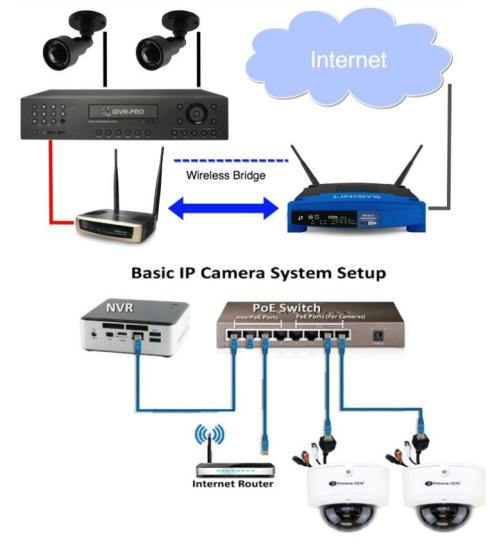 Internet
iDVR-PRO
Wireless Bridge
LINKSYS
Basic IP Camera System Setup
NVR
PoE Switch
non-PoE Ports
PoE Ports (for Cameras)
Internet Router